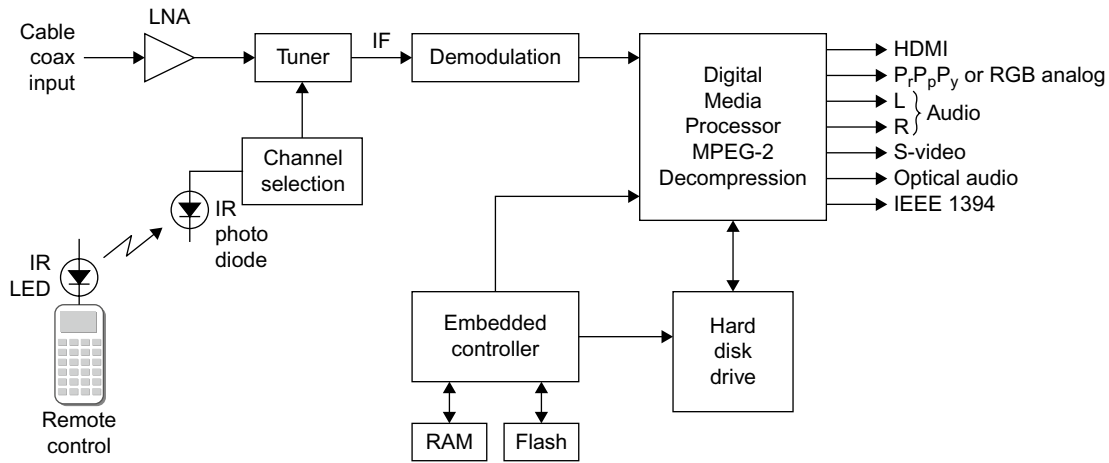 Cable
coax
input
LNA
Tuner
IF
Demodulation
Digital
Media
Processor
MPEG-2
Decompression
HDMI
PrPpPy or RGB analog
L
R
Audio
S-video
Optical audio
IEEE 1394
Channel
selection
IR
photo
diode
IR
LED
Remote
control
Embedded
controller
Hard
disk
drive
RAM
Flash